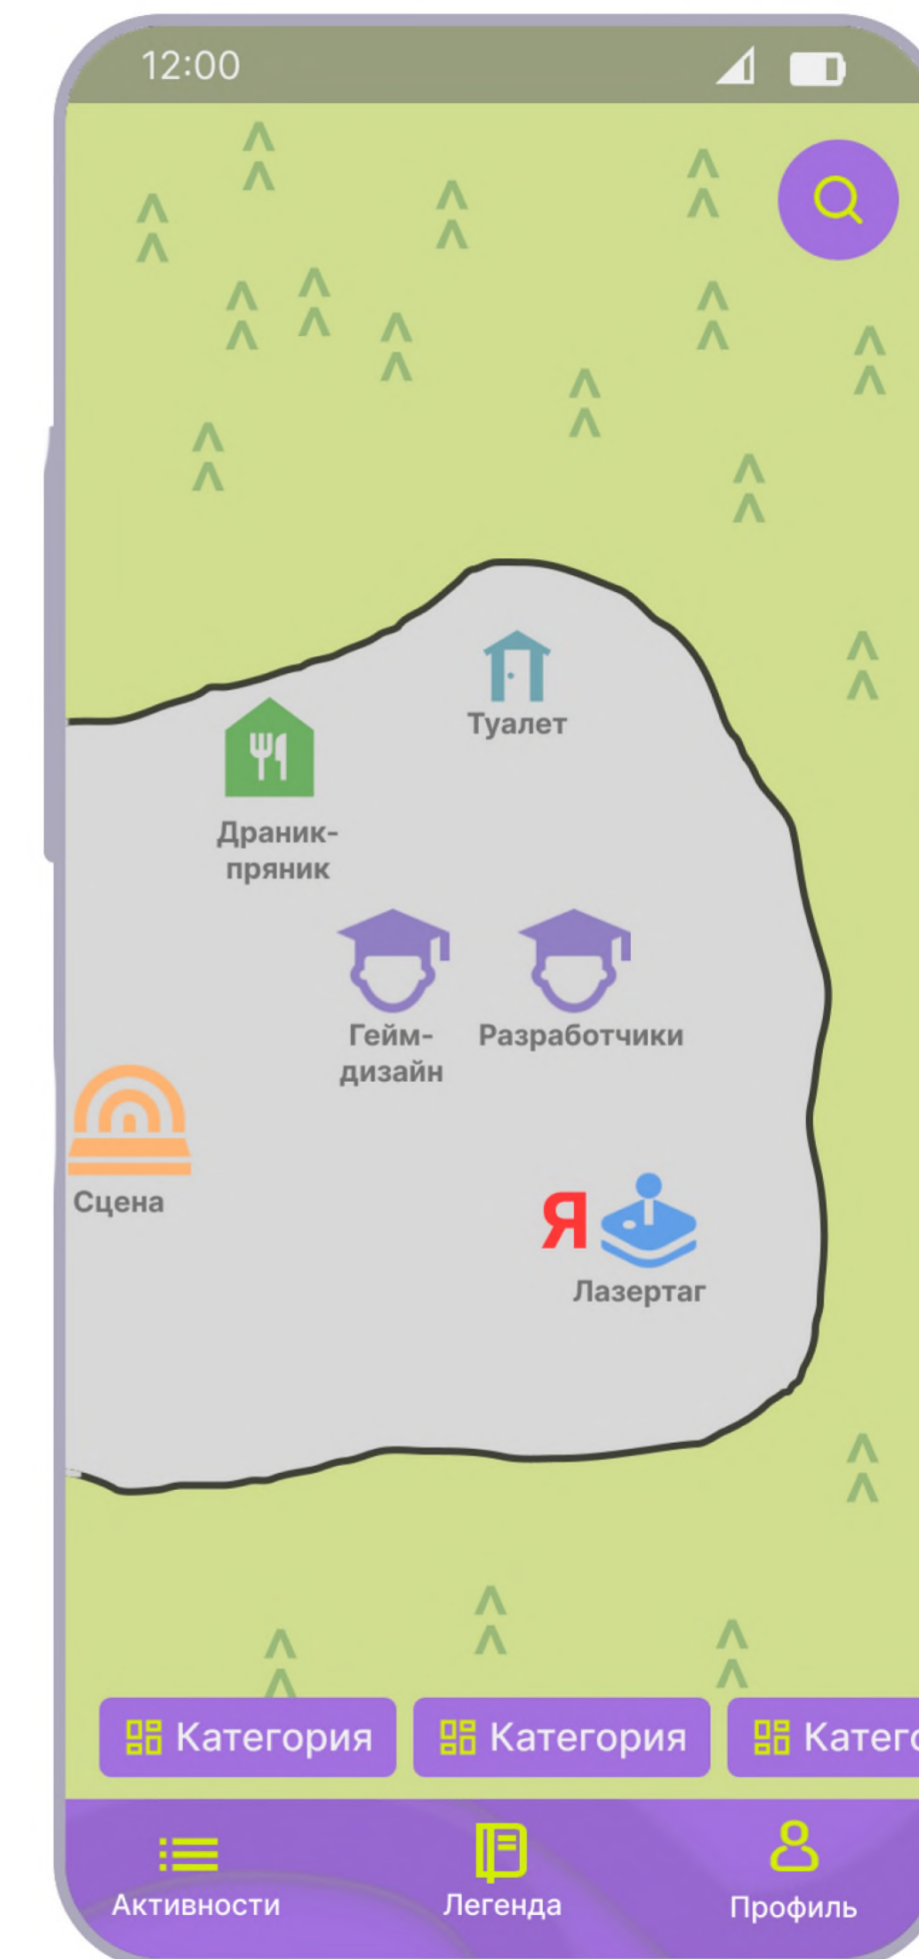 12:00
Туалет
Драник-
пряник
Гейм-
дизайн
Разработчики
Сцена
Я
Лазертаг
Категория
Категория
Катего
Активности
Легенда
Профиль